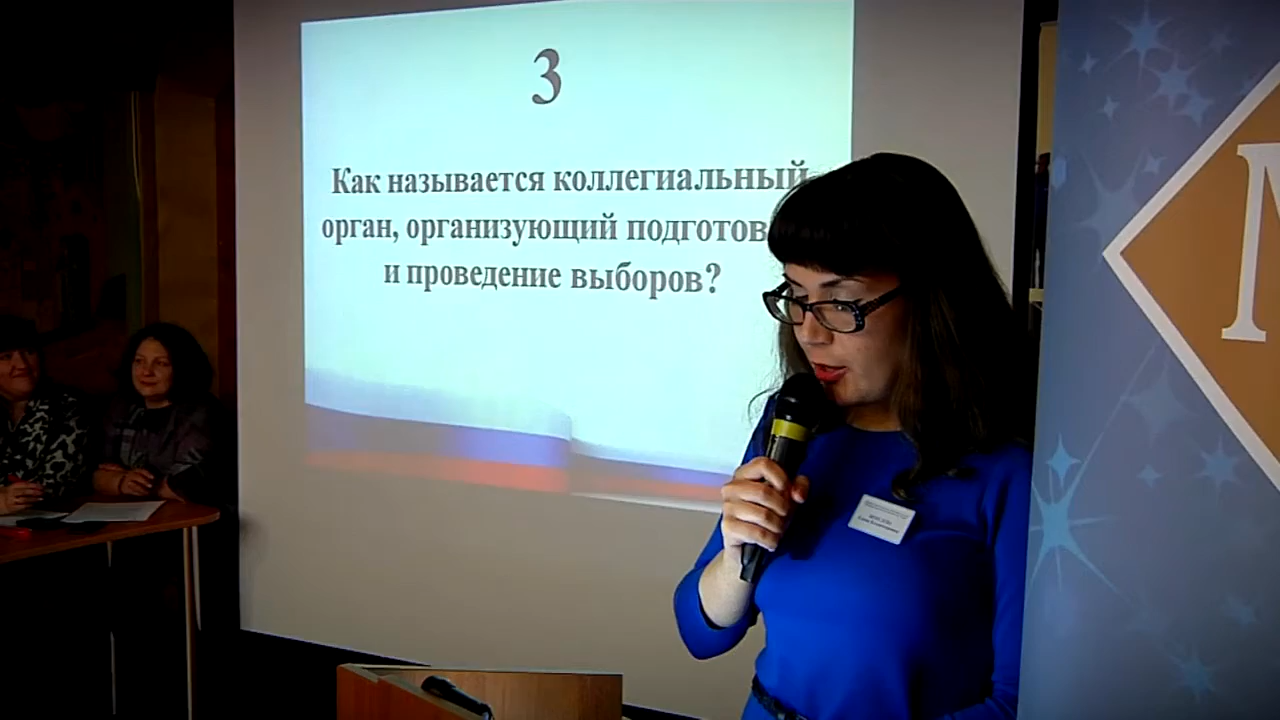 3
Как называется коллегиальный
орган, организующий подготов
и проведение выборов?
М